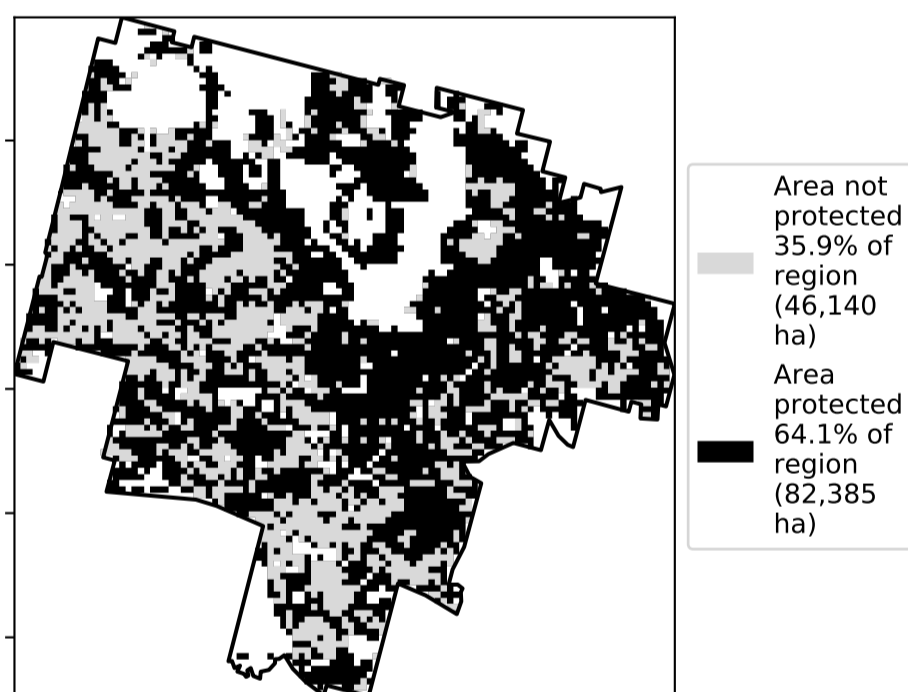 Area not
protected
35.9% of
region
(46,140
ha)
Area
protected
64.1% of
region
(82,385
ha)